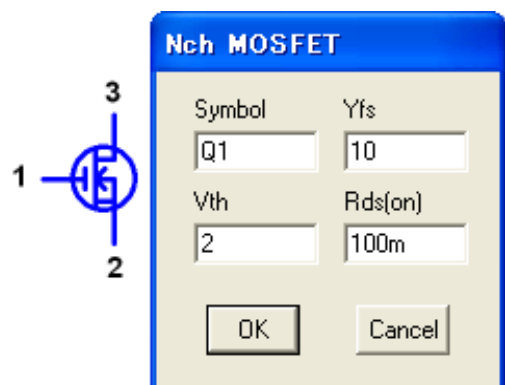 Nch MOSFET
3
1
2
Symbol Yfs
Q1 10
Vth Rds(on)
2 100m
OK Cancel